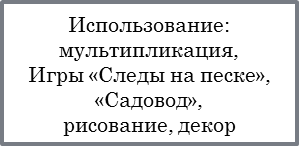 Использование:
мультипликация,
Игры «Следы на песке»,
«Садовод»,
рисование, декор